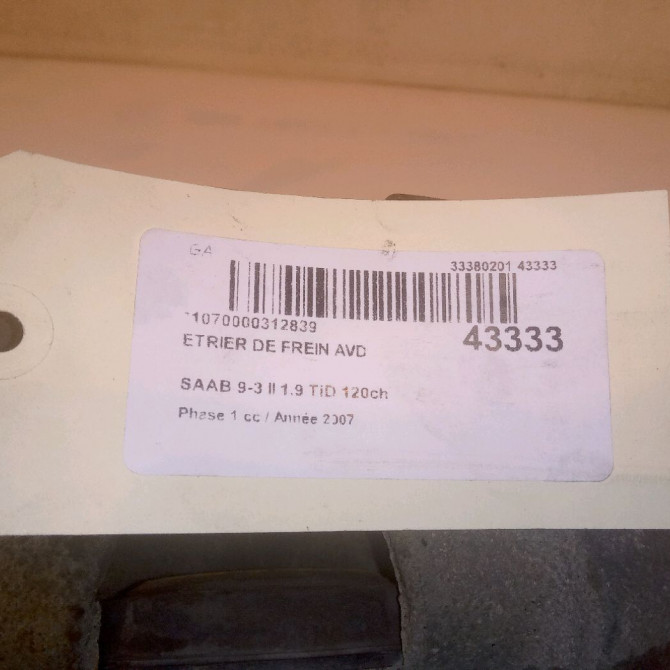 GA
33380201 43333
11070000312839
43333
ETRIER DE FREIN AVD
SAAB 9-3 II 1.9 TiD 120ch
Phase 1 cc / Année 2007